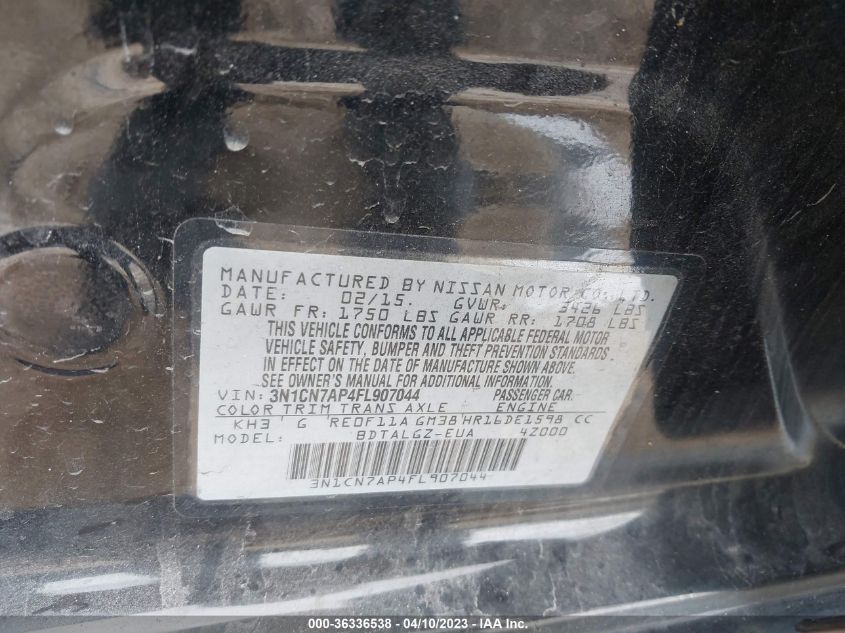 MANUFACTURED BY NISSAN MOTOR CO., LTD.
DATE: 02/15. GVWR: 3426 LBS
GAWR FR: 1750 LBS GAWR RR: 1708 LBS
THIS VEHICLE CONFORMS TO ALL APPLICABLE FEDERAL MOTOR
VEHICLE SAFETY, BUMPER AND THEFT PREVENTION STANDARDS
IN EFFECT ON THE DATE OF MANUFACTURE SHOWN ABOVE.
SEE OWNER'S MANUAL FOR ADDITIONAL INFORMATION.
VIN: 3N1CN7AP4FL907044 PASSENGER CAR.
COLOR TRIM TRANS AXLE ENGINE
KH3 G RE0F11A GM38 HR16DE1598 CC
MODEL: BDTALGZ-EUA 4Z000
3N1CN7AP4FL907044
000-36336538 - 04/10/2023 - IAA Inc.